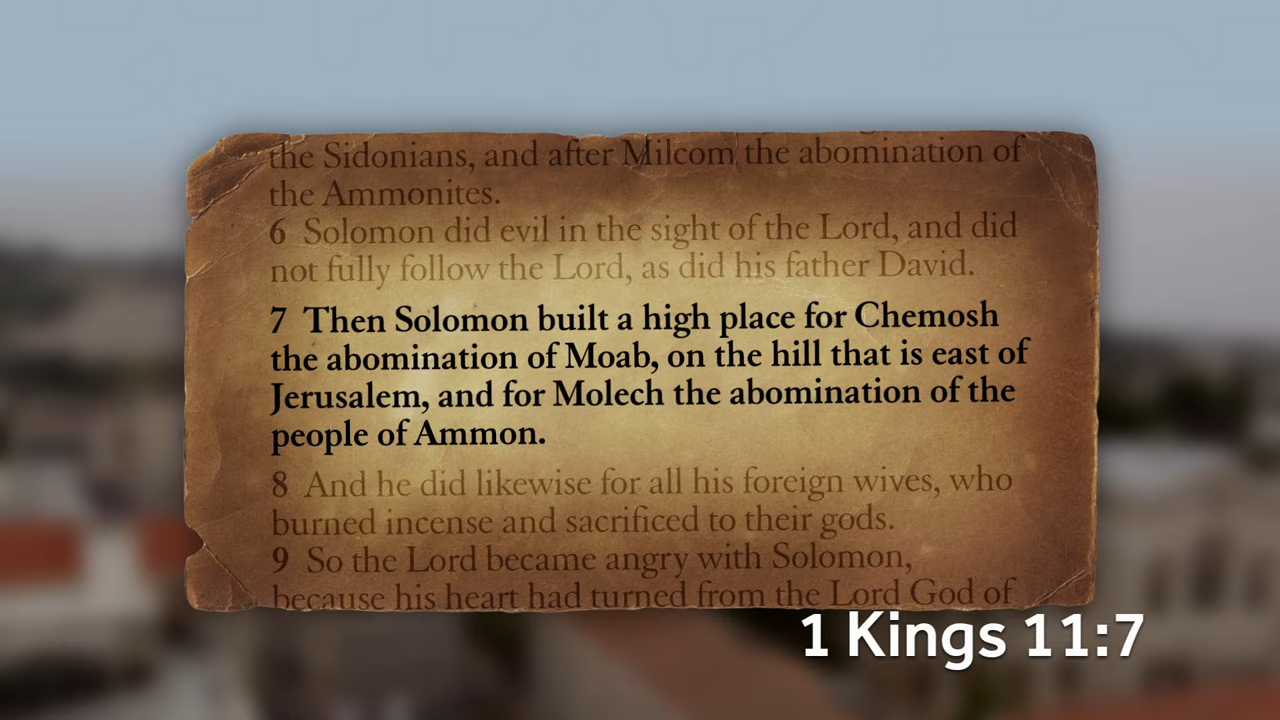 the Sidonians, and after Milcom the abomination of
the Ammonites.
6 Solomon did evil in the sight of the Lord, and did
not fully follow the Lord, as did his father David.
7 Then Solomon built a high place for Chemosh
the abomination of Moab, on the hill that is east of
Jerusalem, and for Molech the abomination of the
people of Ammon.
8 And he did likewise for all his foreign wives, who
burned incense and sacrificed to their gods.
9 So the Lord became angry with Solomon,
because his heart had turned from the Lord God of
1 Kings 11:7